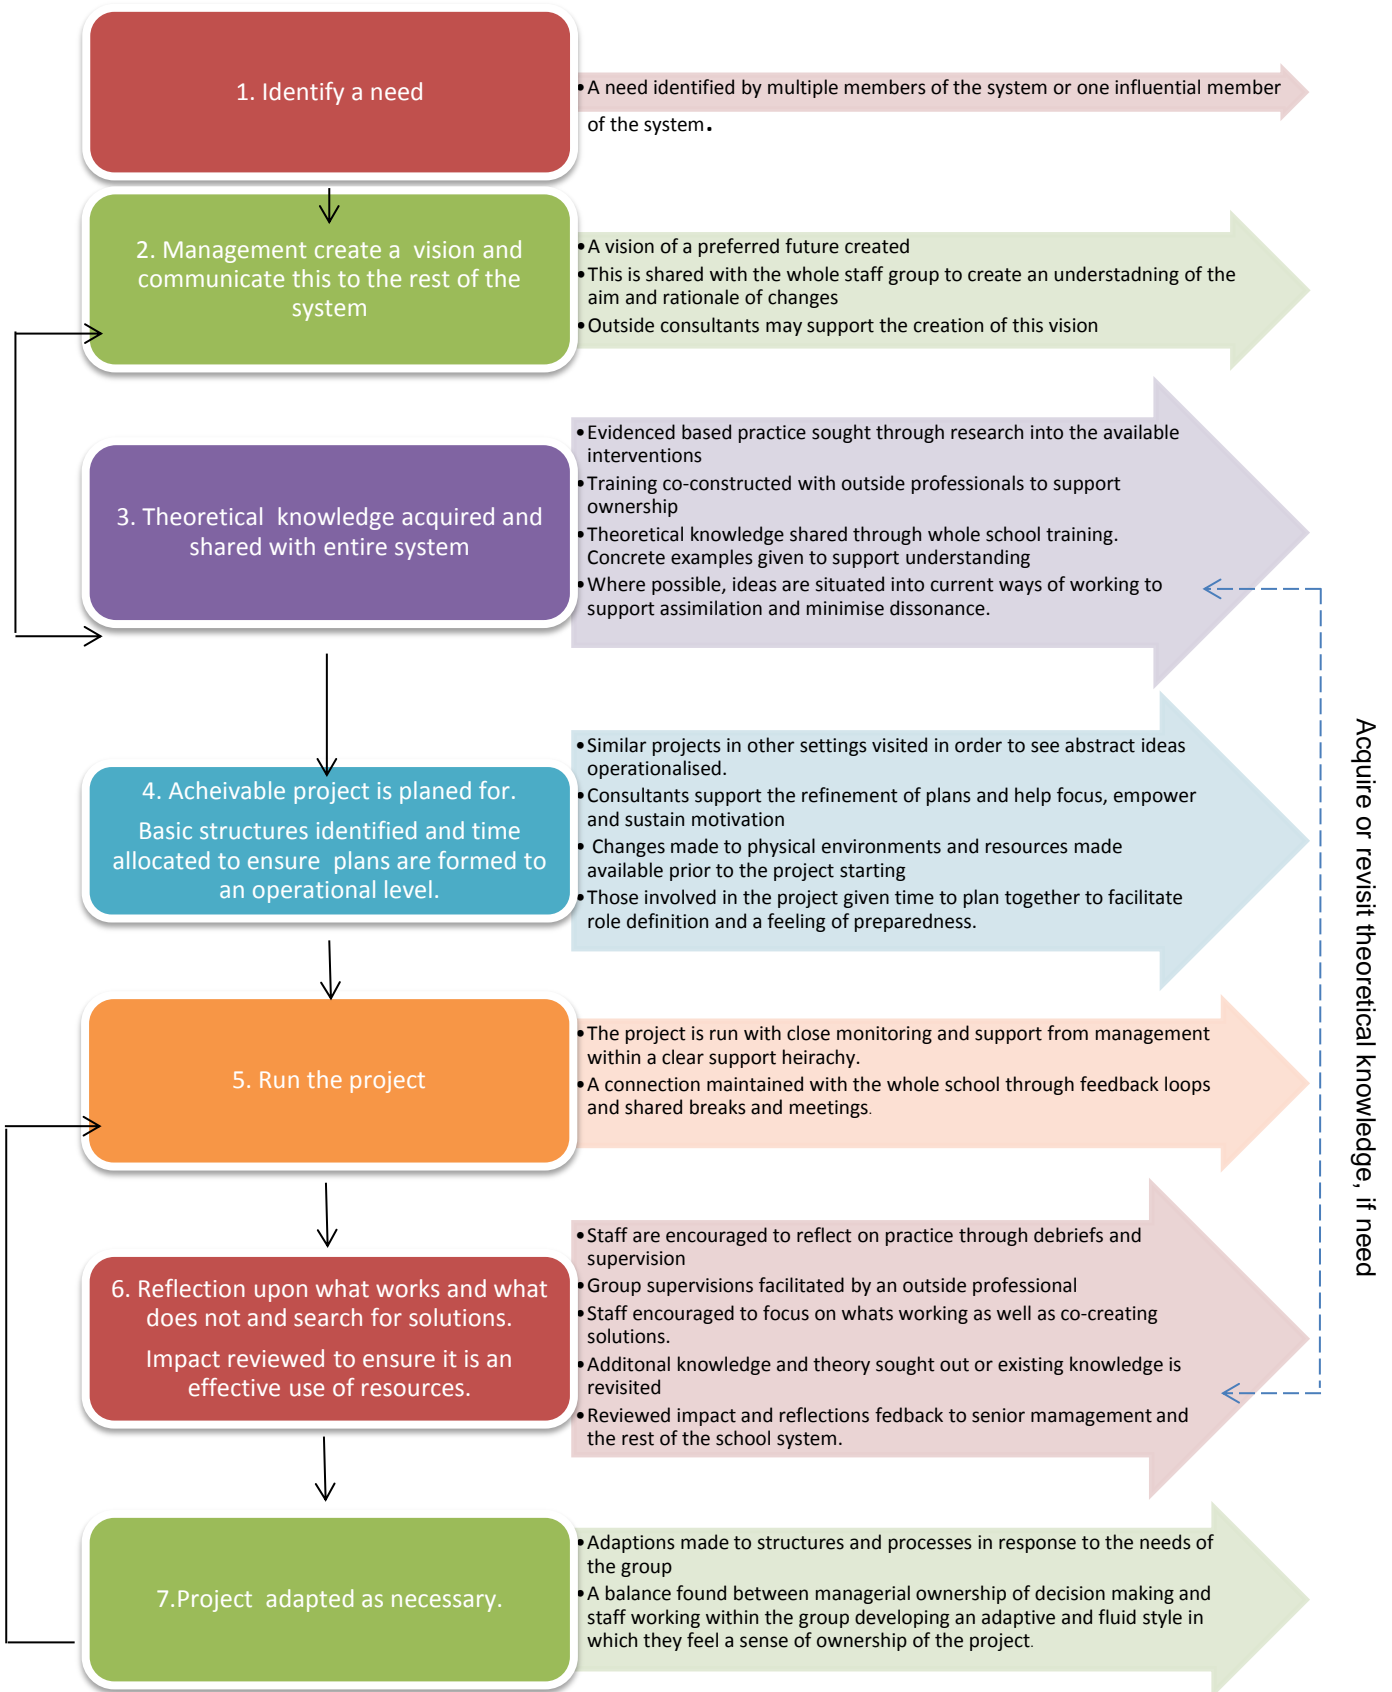 1. Identify a need
• A need identified by multiple members of the system or one influential member
of the system.
2. Management create a vision and
communicate this to the rest of the
system
• A vision of a preferred future created
• This is shared with the whole staff group to create an understadning of the
aim and rationale of changes
• Outside consultants may support the creation of this vision
3. Theoretical knowledge acquired and
shared with entire system
• Evidenced based practice sought through research into the available
interventions
• Training co-constructed with outside professionals to support
ownership
• Theoretical knowledge shared through whole school training.
Concrete examples given to support understanding
• Where possible, ideas are situated into current ways of working to
support assimilation and minimise dissonance.
4. Acheivable project is planed for.
Basic structures identified and time
allocated to ensure plans are formed to
an operational level.
• Similar projects in other settings visited in order to see abstract ideas
operationalised.
• Consultants support the refinement of plans and help focus, empower
and sustain motivation
• Changes made to physical environments and resources made
available prior to the project starting
• Those involved in the project given time to plan together to facilitate
role definition and a feeling of preparedness.
5. Run the project
• The project is run with close monitoring and support from management
within a clear support heirachy.
• A connection maintained with the whole school through feedback loops
and shared breaks and meetings.
6. Reflection upon what works and what
does not and search for solutions.
Impact reviewed to ensure it is an
effective use of resources.
• Staff are encouraged to reflect on practice through debriefs and
supervision
• Group supervisions facilitated by an outside professional
• Staff encouraged to focus on whats working as well as co-creating
solutions.
• Additonal knowledge and theory sought out or existing knowledge is
revisited
• Reviewed impact and reflections fedback to senior mamagement and
the rest of the school system.
7.Project adapted as necessary.
• Adaptions made to structures and processes in response to the needs of
the group
• A balance found between managerial ownership of decision making and
staff working within the group developing an adaptive and fluid style in
which they feel a sense of ownership of the project.
Acquire or revisit theoretical knowledge, if need